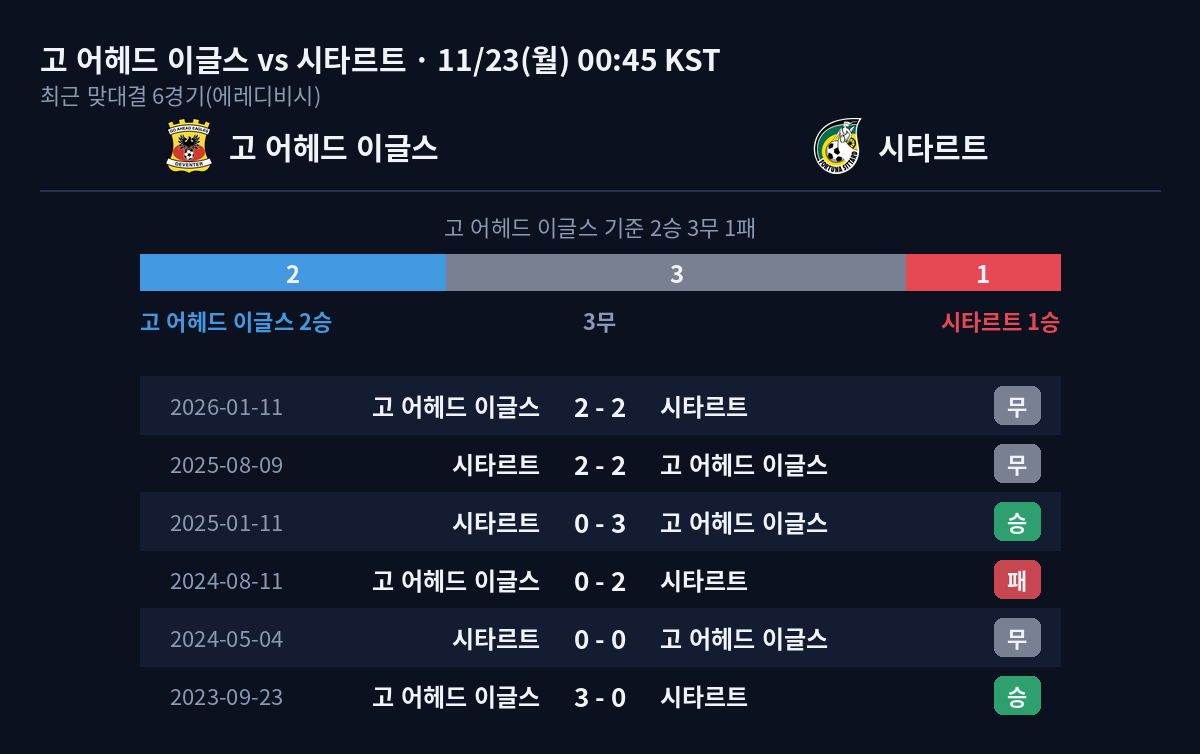 고 어헤드 이글스 vs 시타르트 · 11/23(월) 00:45 KST
최근 맞대결 6경기(에레디비시)
GO AHEAD EAGLES
DEVENTER
고 어헤드 이글스
FORTUNA SITTARD
시타르트
고 어헤드 이글스 기준 2승 3무 1패
2 3 1
고 어헤드 이글스 2승 3무 시타르트 1승
2026-01-11 고 어헤드 이글스 2 - 2 시타르트 무
2025-08-09 시타르트 2 - 2 고 어헤드 이글스 무
2025-01-11 시타르트 0 - 3 고 어헤드 이글스 승
2024-08-11 고 어헤드 이글스 0 - 2 시타르트 패
2024-05-04 시타르트 0 - 0 고 어헤드 이글스 무
2023-09-23 고 어헤드 이글스 3 - 0 시타르트 승